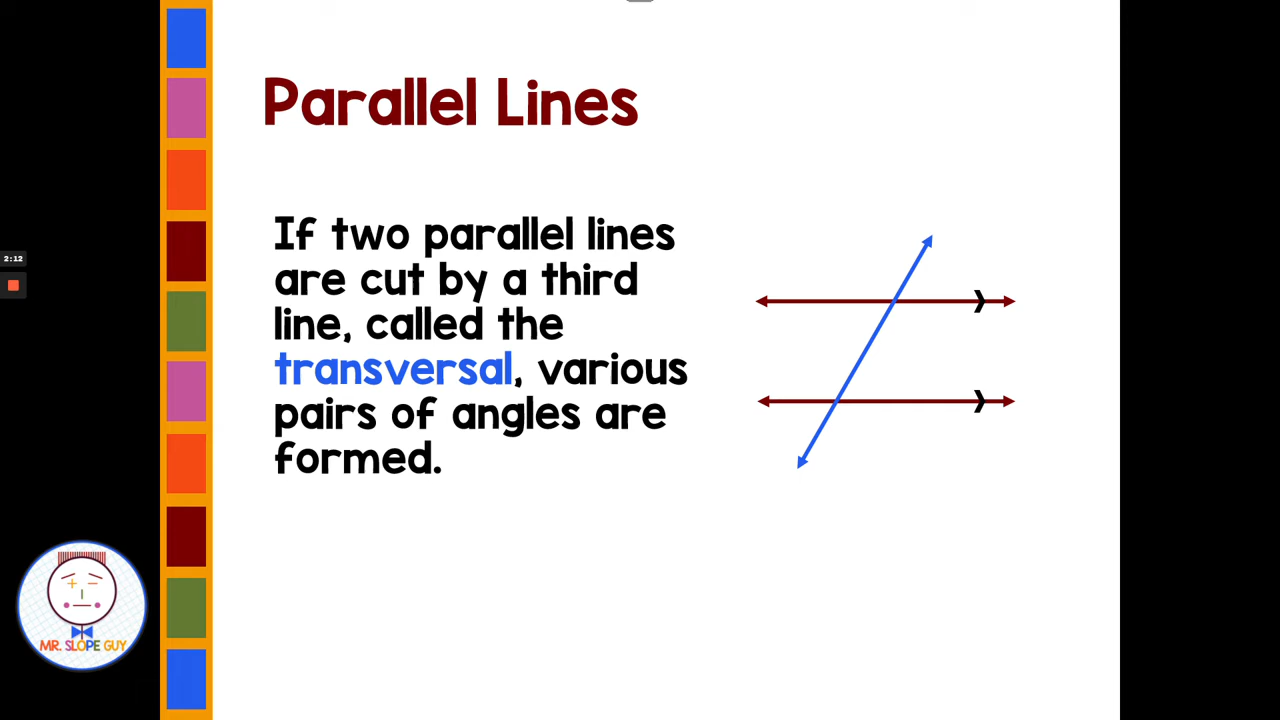 Parallel Lines
If two parallel lines
are cut by a third
line, called the
transversal, various
pairs of angles are
formed.
2:12
MR. SLOPE GUY